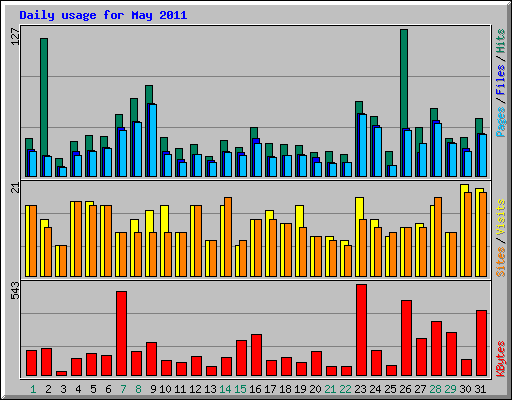 Daily usage for May 2011
127
Pages / Files / Hits
21
Sites / Visits
543
KBytes
1 2 3 4 5 6 7 8 9 10 11 12 13 14 15 16 17 18 19 20 21 22 23 24 25 26 27 28 29 30 31